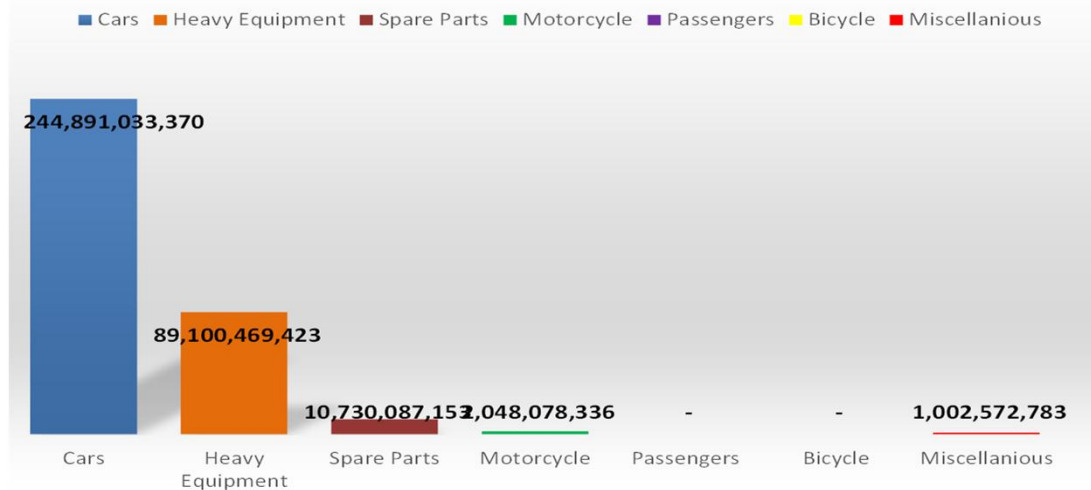 Cars Heavy Equipment Spare Parts Motorcycle Passengers Bicycle Miscellanious
244,891,033,370
89,100,469,423
10,730,087,153 2,048,078,336 - - 1,002,572,783
Cars Heavy Equipment Spare Parts Motorcycle Passengers Bicycle Miscellanious